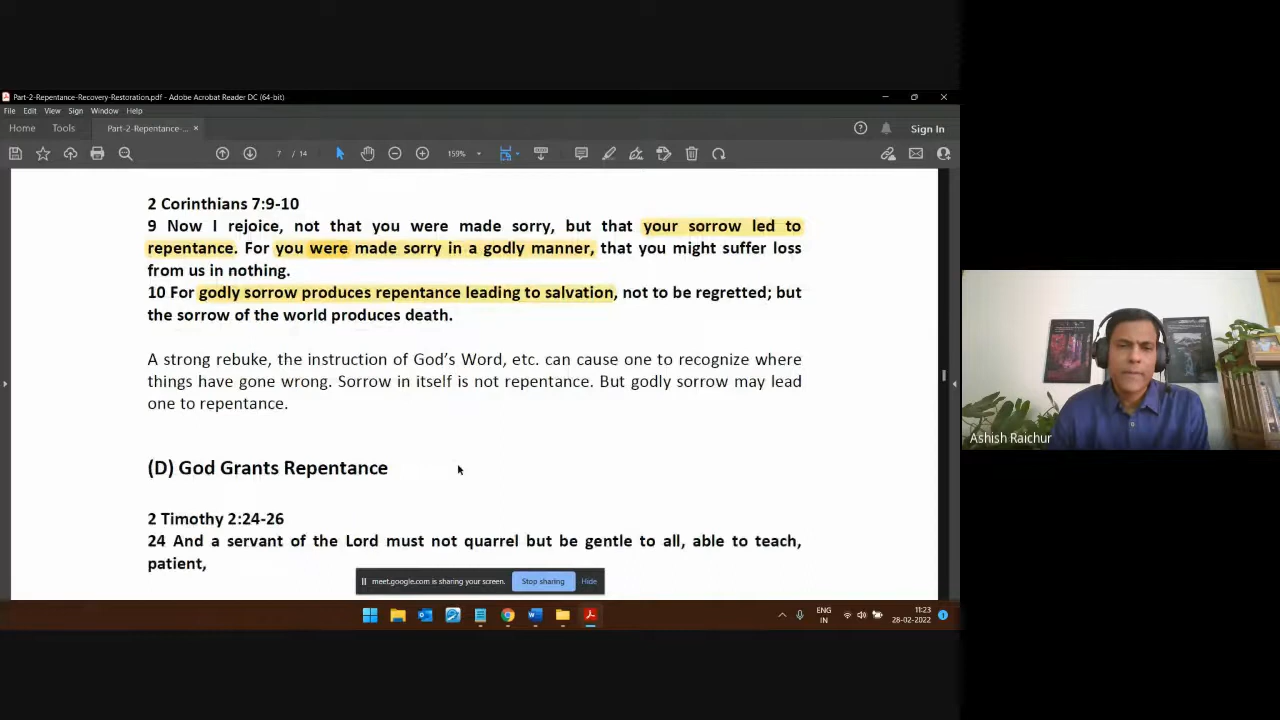 Part-2-Repentance-Recovery-Restoration.pdf - Adobe Acrobat Reader DC (64-bit)
File Edit View Sign Window Help
Home Tools Part-2-Repentance-... × Sign In
7 / 14 159%
2 Corinthians 7:9-10
9 Now I rejoice, not that you were made sorry, but that your sorrow led to
repentance. For you were made sorry in a godly manner, that you might suffer loss
from us in nothing.
10 For godly sorrow produces repentance leading to salvation, not to be regretted; but
the sorrow of the world produces death.
A strong rebuke, the instruction of God's Word, etc. can cause one to recognize where
things have gone wrong. Sorrow in itself is not repentance. But godly sorrow may lead
one to repentance.
(D) God Grants Repentance
2 Timothy 2:24-26
24 And a servant of the Lord must not quarrel but be gentle to all, able to teach,
patient,
meet.google.com is sharing your screen. Stop sharing Hide
ENG
IN
11:23
28-02-2022
1
Ashish Raichur